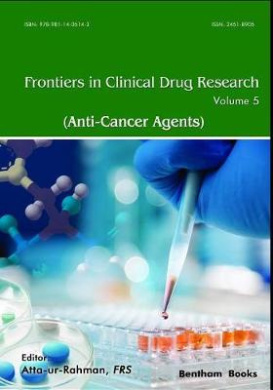 ISBN: 978-981-14-0614-3 ISSN: 2451-8905
Frontiers in Clinical Drug Research
Volume 5
(Anti-Cancer Agents)
Editor:
Atta-ur-Rahman, FRS
Bentham Books